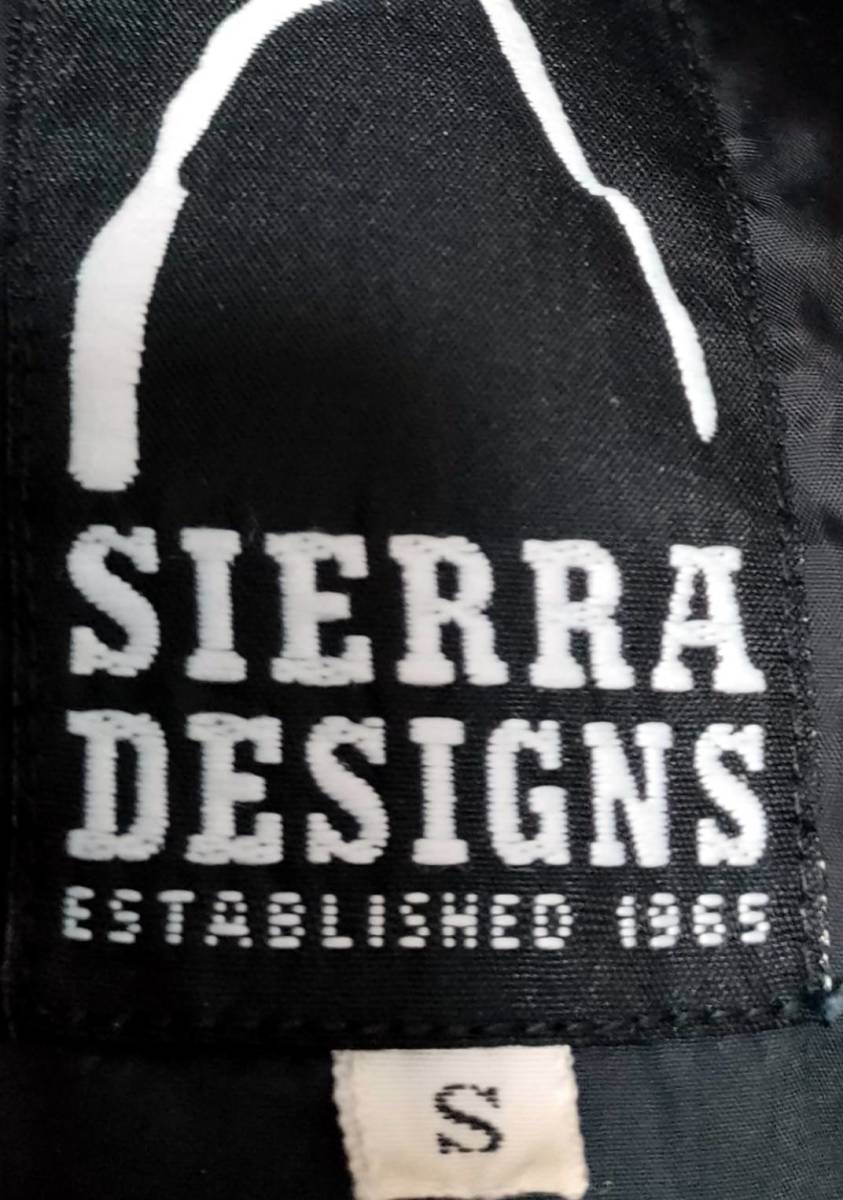 SIERRA
DESIGNS
ESTABLISHED 1965
S